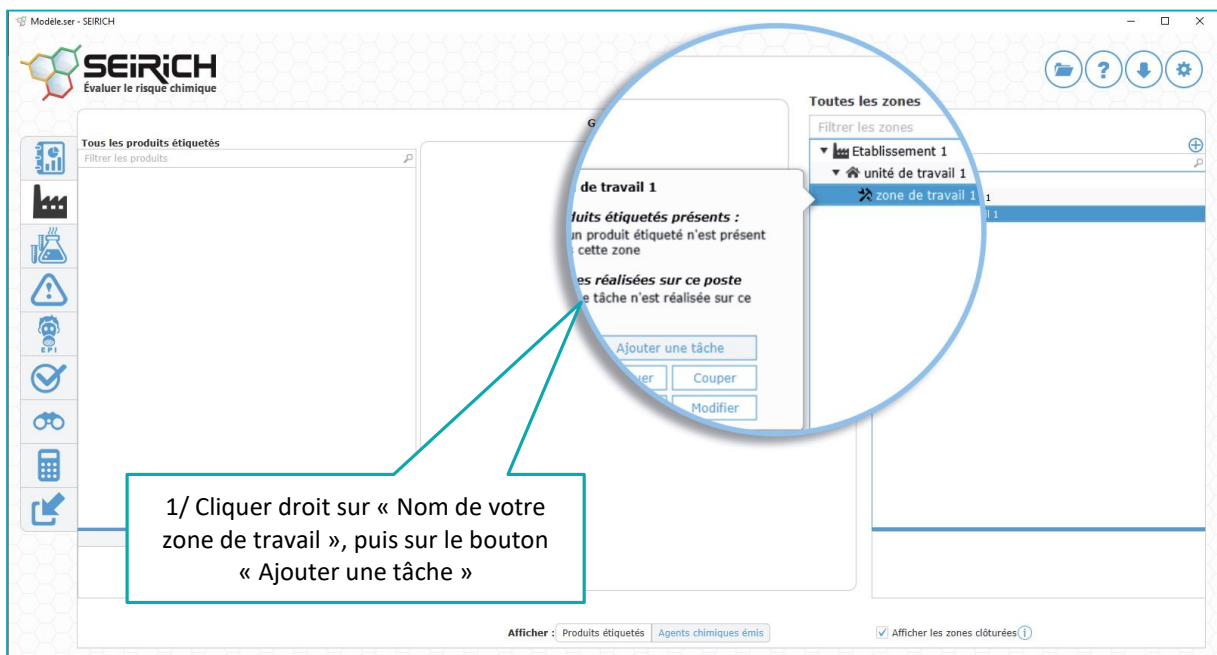 Modèle.ser - SEIRICH
SEiRiCH
Évaluer le risque chimique
Toutes les zones
Filtrer les zones
Etablissement 1
unité de travail 1
zone de travail 1
1
1
Tous les produits étiquetés
Filtrer les produits
G
de travail 1
duits étiquetés présents :
un produit étiqueté n'est présent
cette zone
es réalisées sur ce poste
e tâche n'est réalisée sur ce
Ajouter une tâche
uer
Couper
Modifier
EPI
1/ Cliquer droit sur « Nom de votre
zone de travail », puis sur le bouton
« Ajouter une tâche »
Afficher : Produits étiquetés Agents chimiques émis
Afficher les zones clôturées